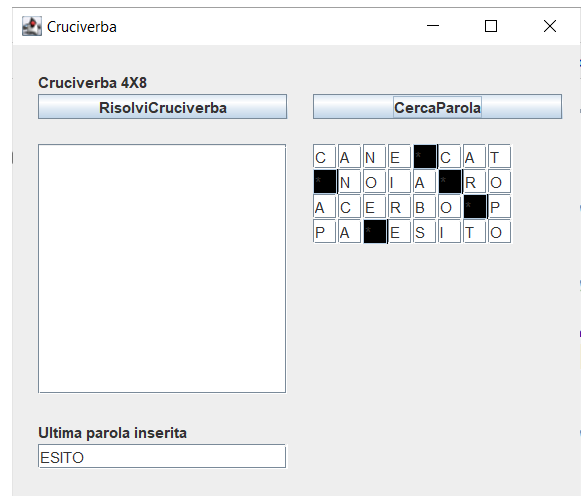 Cruciverba
Cruciverba 4X8
RisolviCruciverba
CercaParola
C A N E * C A T
* N O I A * R O
A C E R B O * P
P A * E S I T O
Ultima parola inserita
ESITO